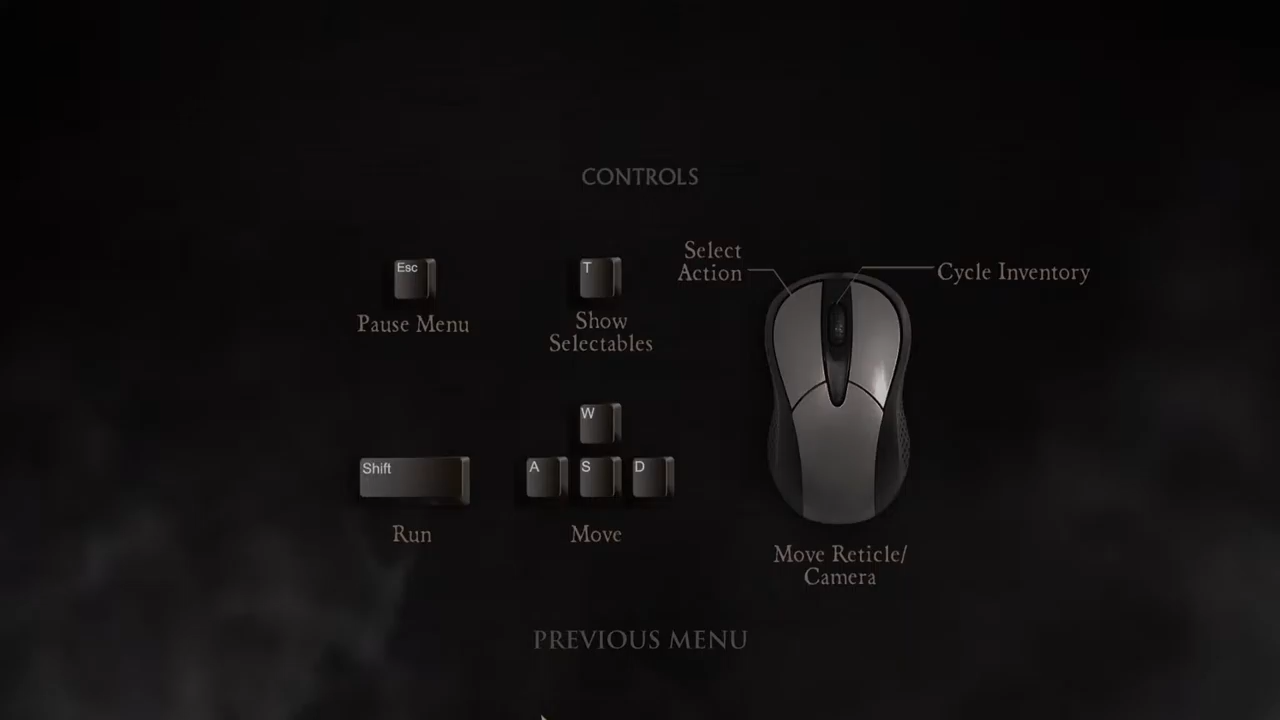 CONTROLS
Select
Action
Cycle Inventory
Esc
Pause Menu
T
Show
Selectables
W
Shift
A
S
D
Run
Move
Move Reticle/
Camera
PREVIOUS MENU